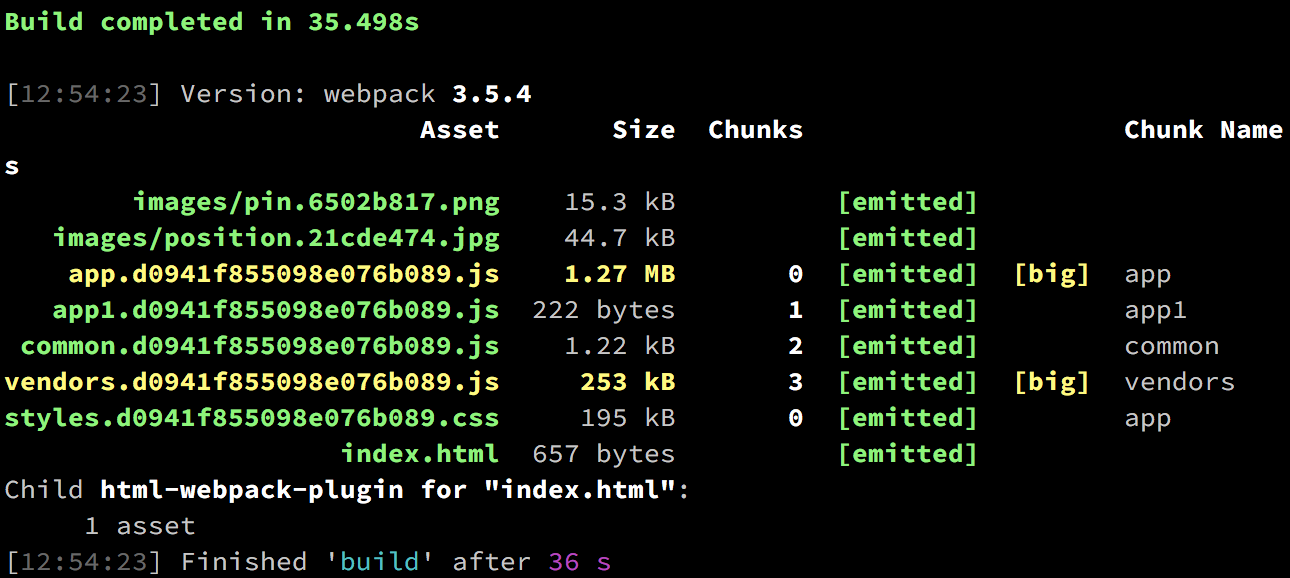 Build completed in 35.498s
[12:54:23] Version: webpack 3.5.4
Asset Size Chunks Chunk Name
s
images/pin.6502b817.png 15.3 kB [emitted]
images/position.21cde474.jpg 44.7 kB [emitted]
app.d0941f855098e076b089.js 1.27 MB 0 [emitted] [big] app
app1.d0941f855098e076b089.js 222 bytes 1 [emitted] app1
common.d0941f855098e076b089.js 1.22 kB 2 [emitted] common
vendors.d0941f855098e076b089.js 253 kB 3 [emitted] [big] vendors
styles.d0941f855098e076b089.css 195 kB 0 [emitted] app
index.html 657 bytes [emitted]
Child html-webpack-plugin for "index.html":
1 asset
[12:54:23] Finished 'build' after 36 s